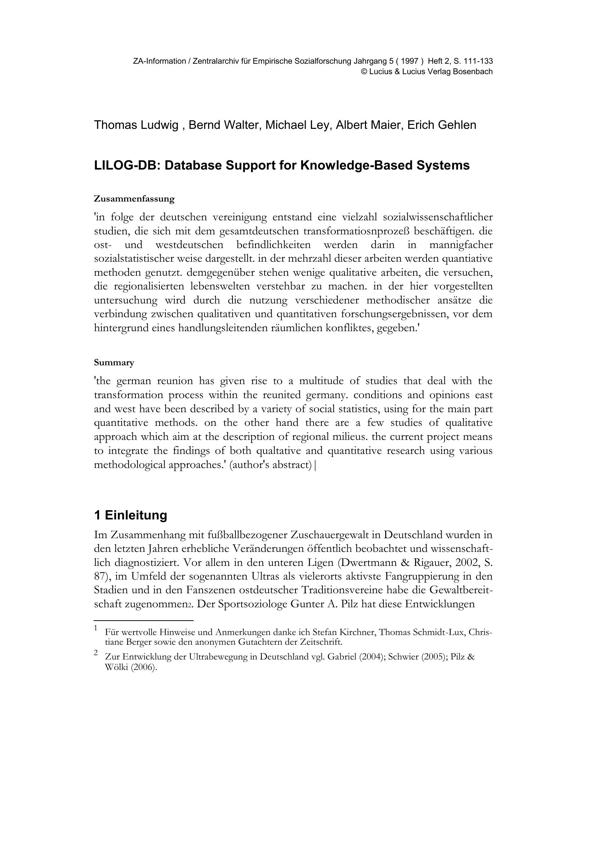 ZA-Information / Zentralarchiv für Empirische Sozialforschung Jahrgang 5 ( 1997 ) Heft 2, S. 111-133
© Lucius & Lucius Verlag Bosenbach
Thomas Ludwig , Bernd Walter, Michael Ley, Albert Maier, Erich Gehlen
LILOG-DB: Database Support for Knowledge-Based Systems
Zusammenfassung
'in folge der deutschen vereinigung entstand eine vielzahl sozialwissenschaftlicher
studien, die sich mit dem gesamtdeutschen transformatiosnprozeß beschäftigen. die
ost- und westdeutschen befindlichkeiten werden darin in mannigfacher
sozialstatistischer weise dargestellt. in der mehrzahl dieser arbeiten werden quantiative
methoden genutzt. demgegenüber stehen wenige qualitative arbeiten, die versuchen,
die regionalisierten lebenswelten verstehbar zu machen. in der hier vorgestellten
untersuchung wird durch die nutzung verschiedener methodischer ansätze die
verbindung zwischen qualitativen und quantitativen forschungsergebnissen, vor dem
hintergrund eines handlungsleitenden räumlichen konfliktes, gegeben.'
Summary
'the german reunion has given rise to a multitude of studies that deal with the
transformation process within the reunited germany. conditions and opinions east
and west have been described by a variety of social statistics, using for the main part
quantitative methods. on the other hand there are a few studies of qualitative
approach which aim at the description of regional milieus. the current project means
to integrate the findings of both qualtative and quantitative research using various
methodological approaches.' (author's abstract)|
1 Einleitung
Im Zusammenhang mit fußballbezogener Zuschauergewalt in Deutschland wurden in
den letzten Jahren erhebliche Veränderungen öffentlich beobachtet und wissenschaft-
lich diagnostiziert. Vor allem in den unteren Ligen (Dwertmann & Rigauer, 2002, S.
87), im Umfeld der sogenannten Ultras als vielerorts aktivste Fangruppierung in den
Stadien und in den Fanszenen ostdeutscher Traditionsvereine habe die Gewaltbereit-
schaft zugenommen2. Der Sportsoziologe Gunter A. Pilz hat diese Entwicklungen
1 Für wertvolle Hinweise und Anmerkungen danke ich Stefan Kirchner, Thomas Schmidt-Lux, Chris-
tiane Berger sowie den anonymen Gutachtern der Zeitschrift.
2 Zur Entwicklung der Ultrabewegung in Deutschland vgl. Gabriel (2004); Schwier (2005); Pilz &
Wölki (2006).